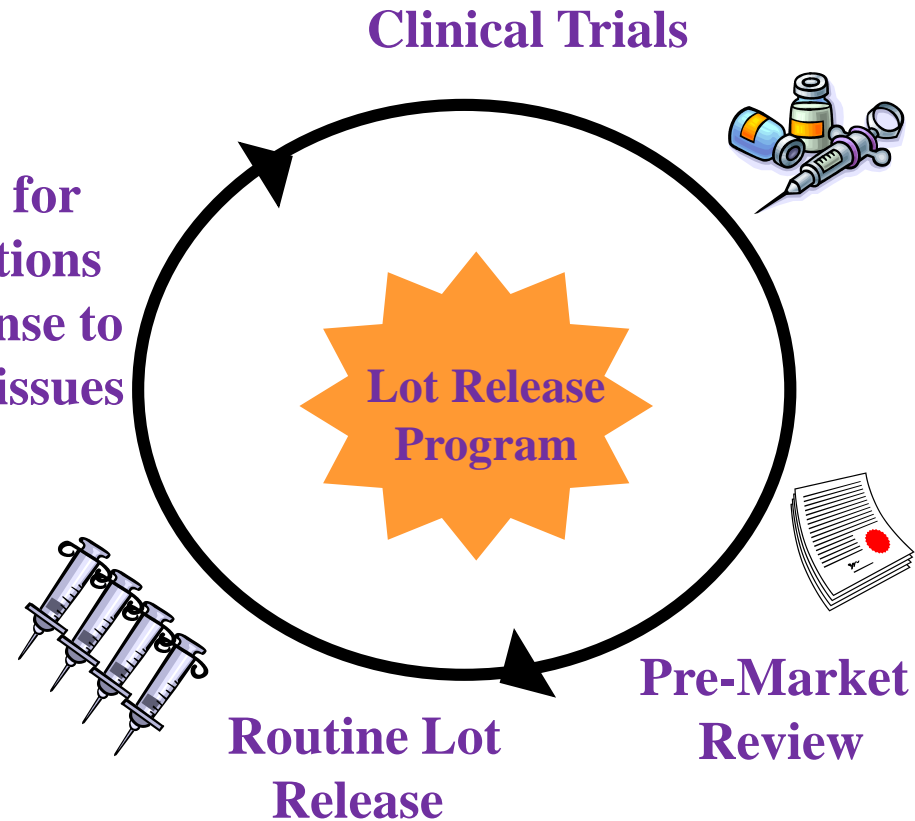 Clinical Trials
for
tions
nse to
issues
Lot Release
Program
Pre-Market
Review
Routine Lot
Release